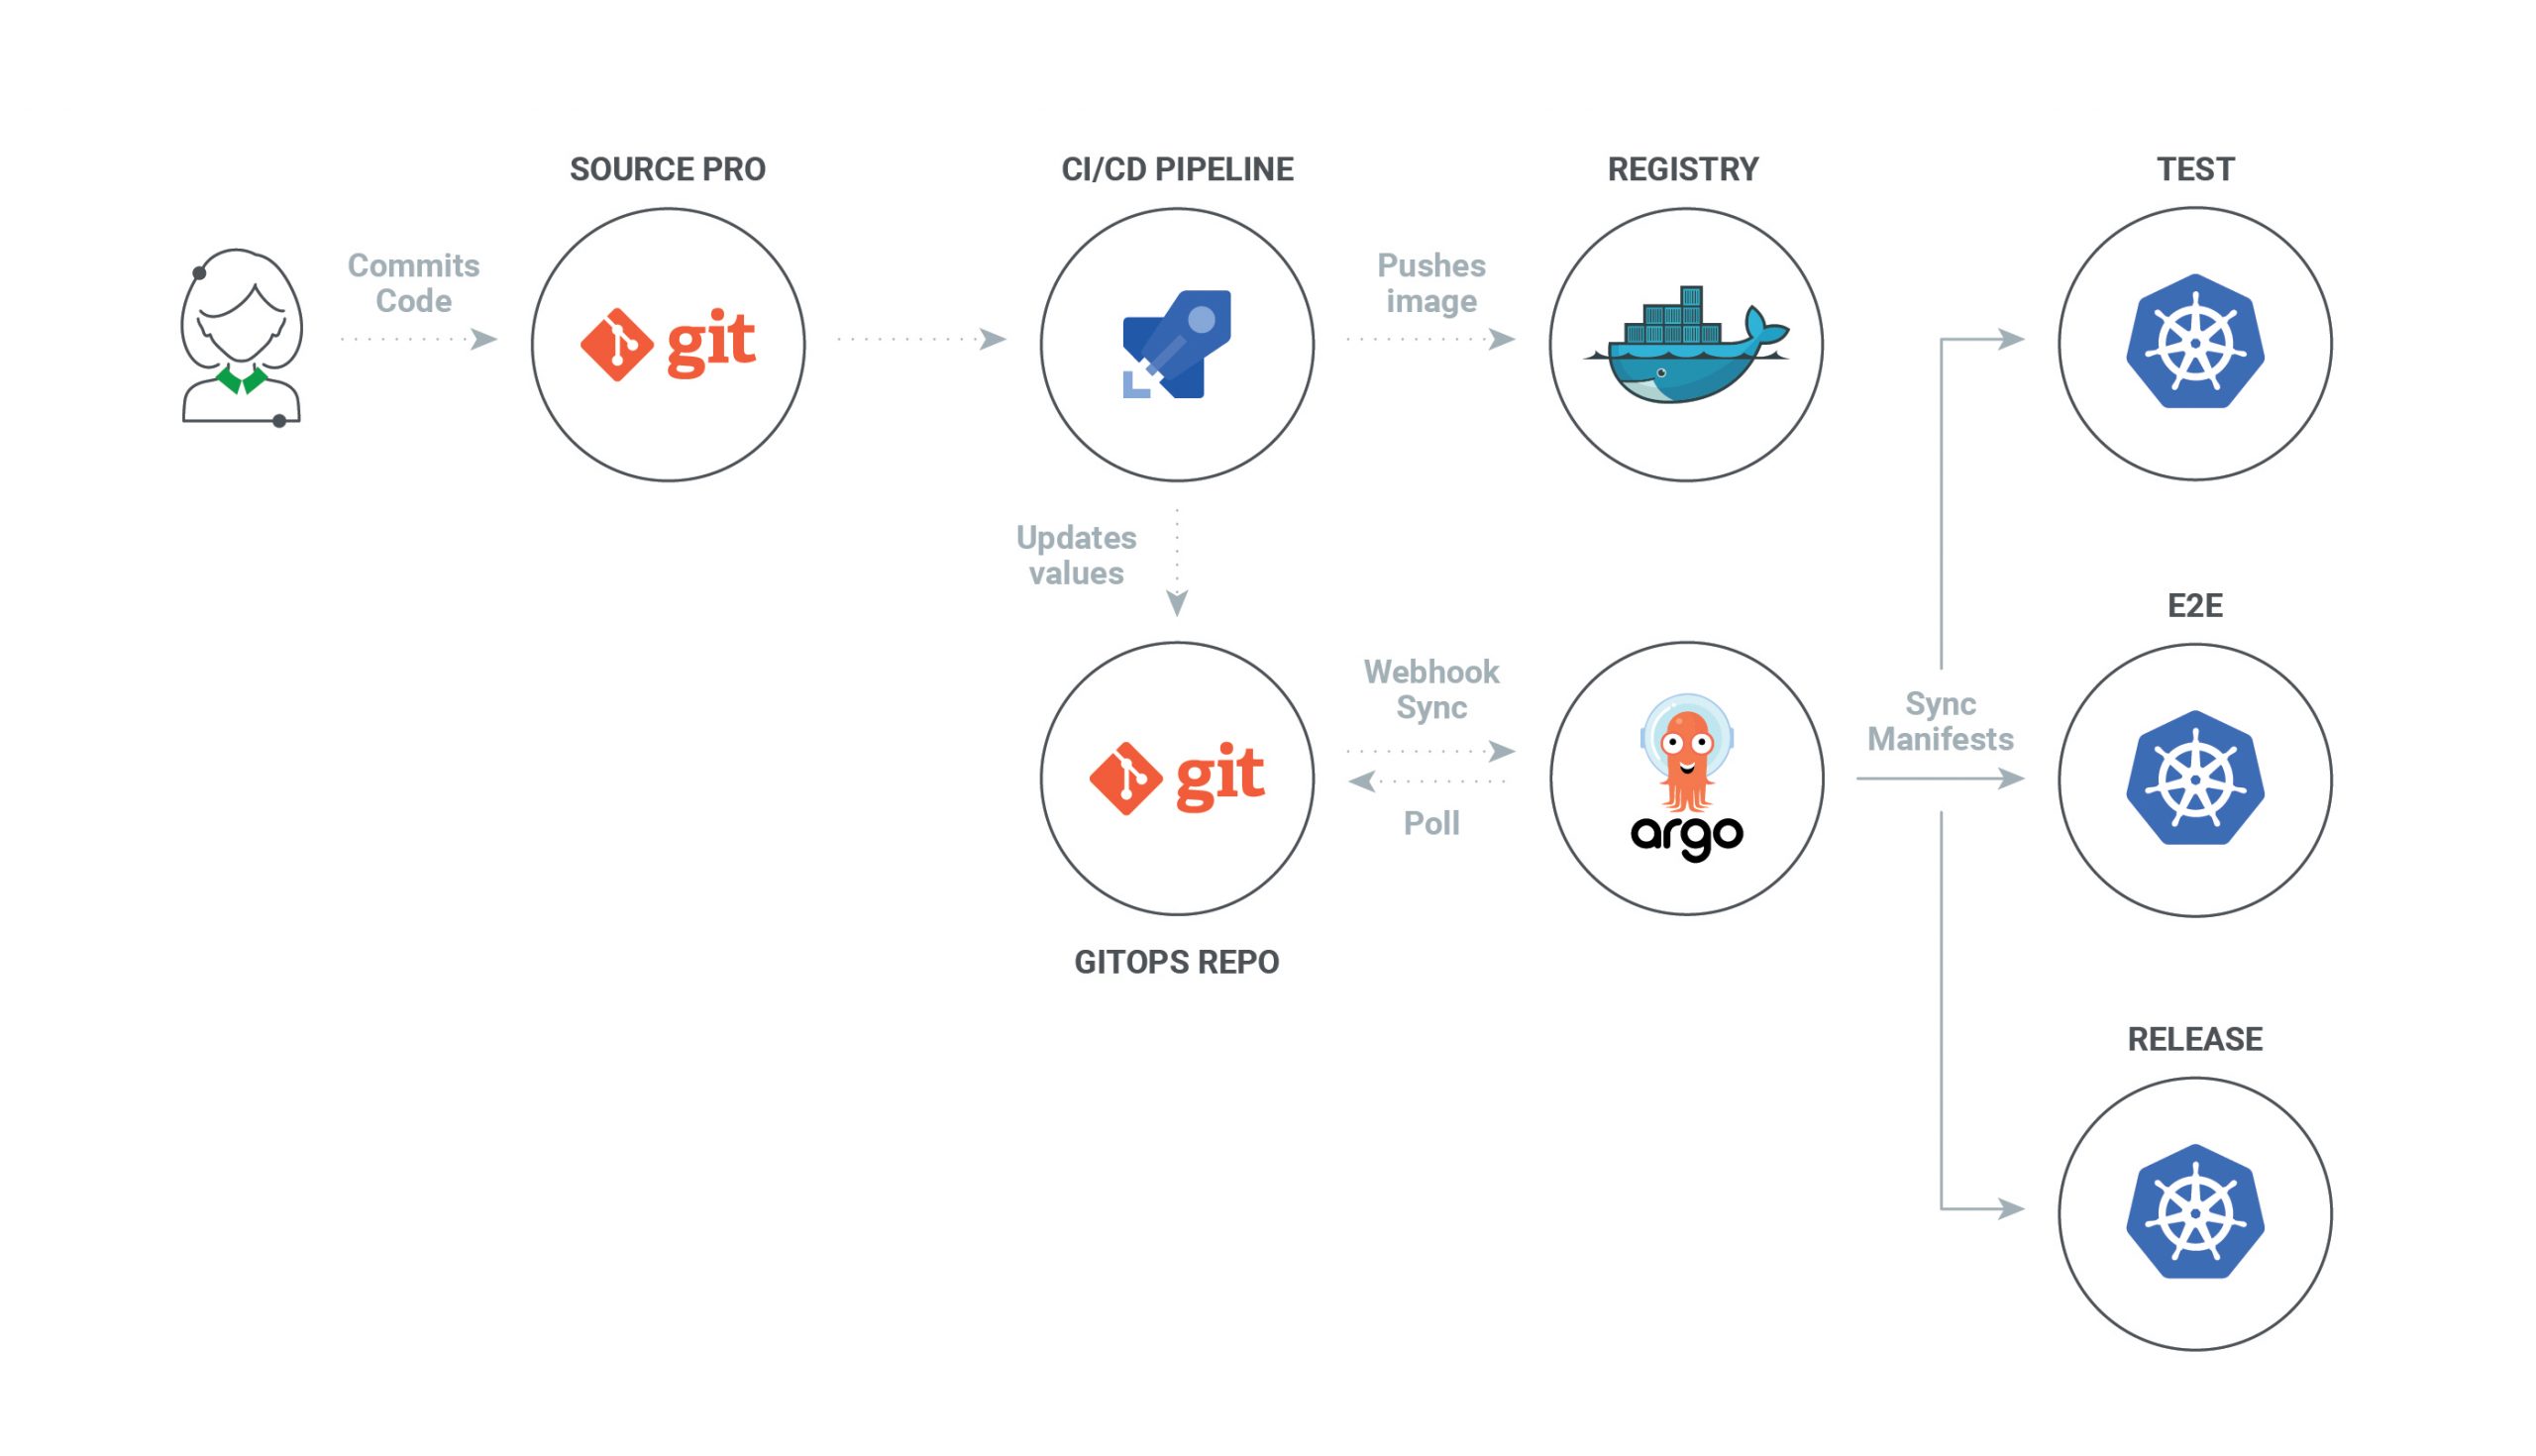 SOURCE PRO
CI/CD PIPELINE
REGISTRY
TEST
Commits
Code
git
Pushes
image
Updates
values
E2E
git
Webhook
Sync
Poll
argo
Sync
Manifests
GITOPS REPO
RELEASE